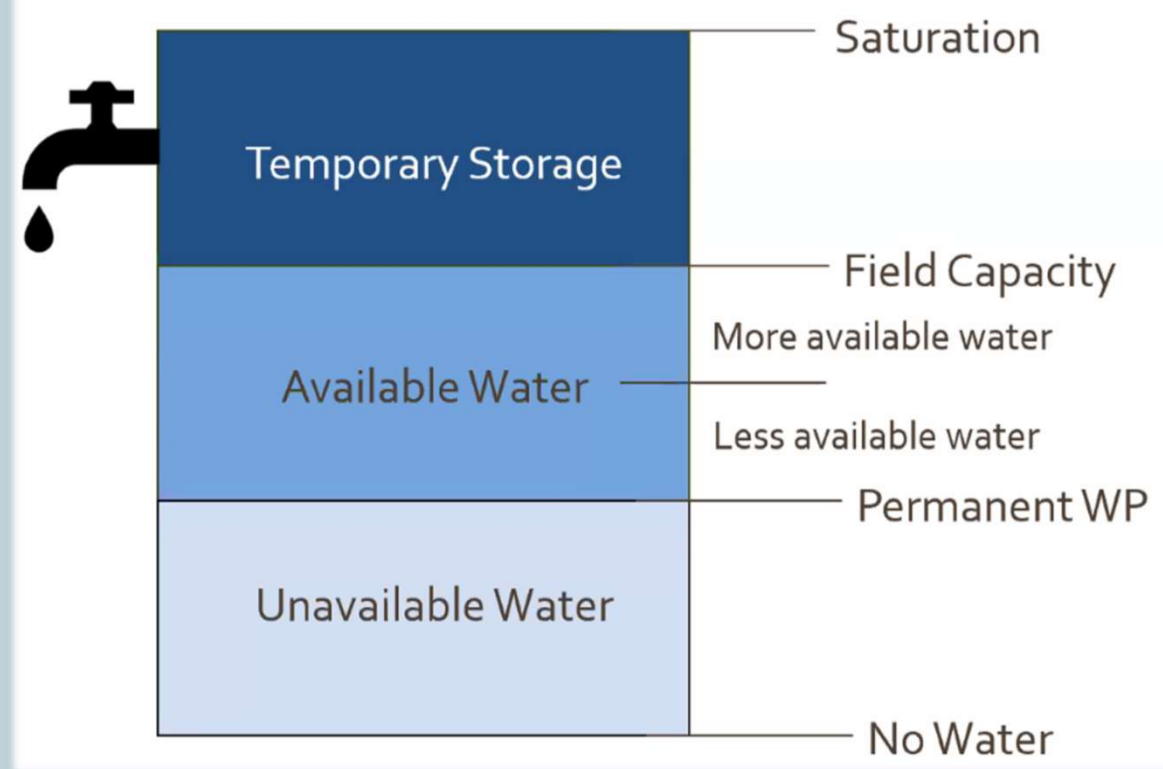 Saturation
Temporary Storage
Field Capacity
More available water
Available Water
Less available water
Permanent WP
Unavailable Water
No Water